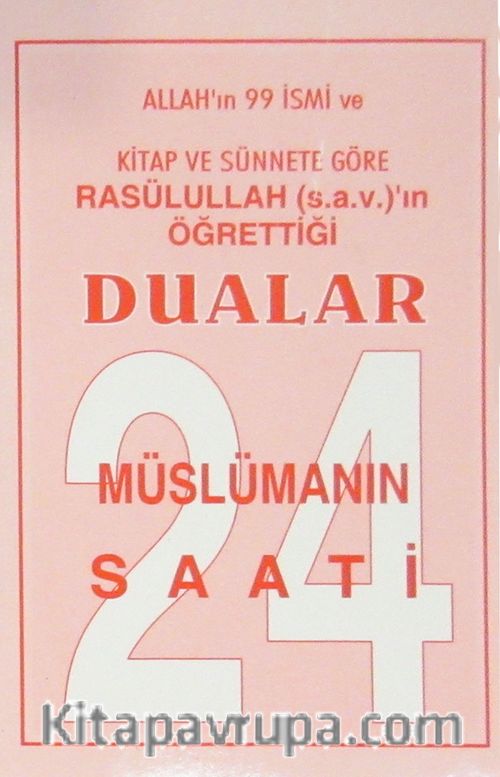 ALLAH'ın 99 İSMİ ve
KİTAP VE SÜNNETE GÖRE
RASÜLULLAH (s.a.v.)'ın
ÖĞRETTİĞİ
DUALAR
24
MÜSLÜMANIN
SAATİ
Kitapavrupa.com